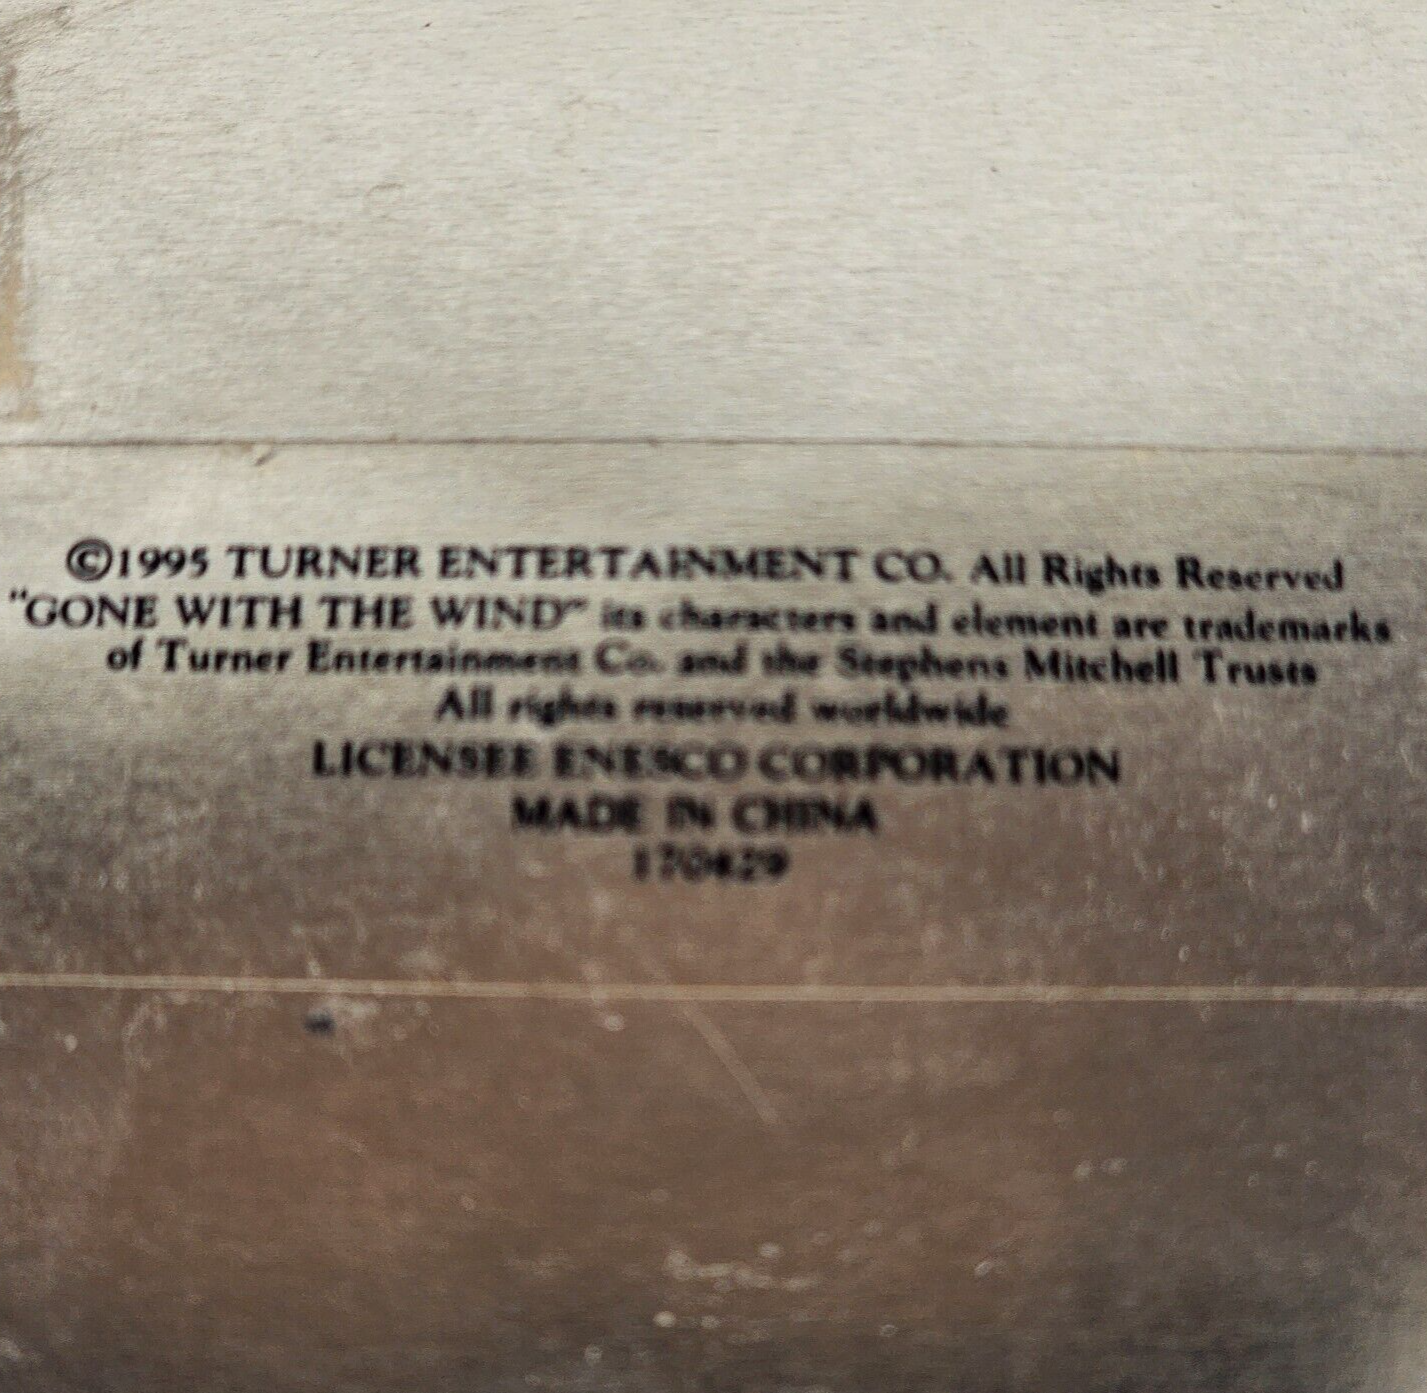 ©1995 TURNER ENTERTAINMENT CO. All Rights Reserved
"GONE WITH THE WIND" its characters and element are trademarks
of Turner Entertainment Co. and the Stephens Mitchell Trusts
All rights reserved worldwide
LICENSEE ENESCO CORPORATION
MADE IN CHINA
170429